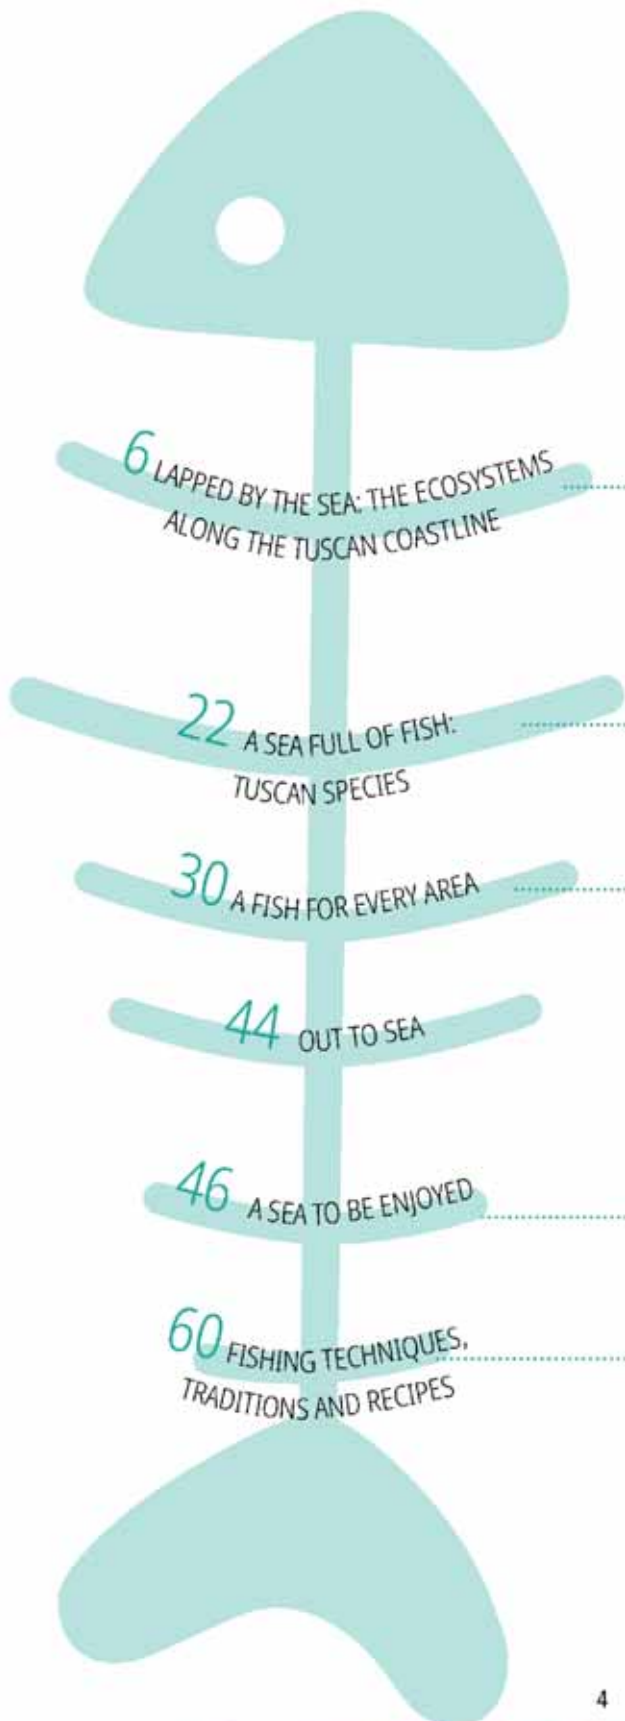 6 LAPPED BY THE SEA: THE ECOSYSTEMS
ALONG THE TUSCAN COASTLINE
22 A SEA FULL OF FISH:
TUSCAN SPECIES
30 A FISH FOR EVERY AREA
44 OUT TO SEA
46 A SEA TO BE ENJOYED
60 FISHING TECHNIQUES,
TRADITIONS AND RECIPES
4